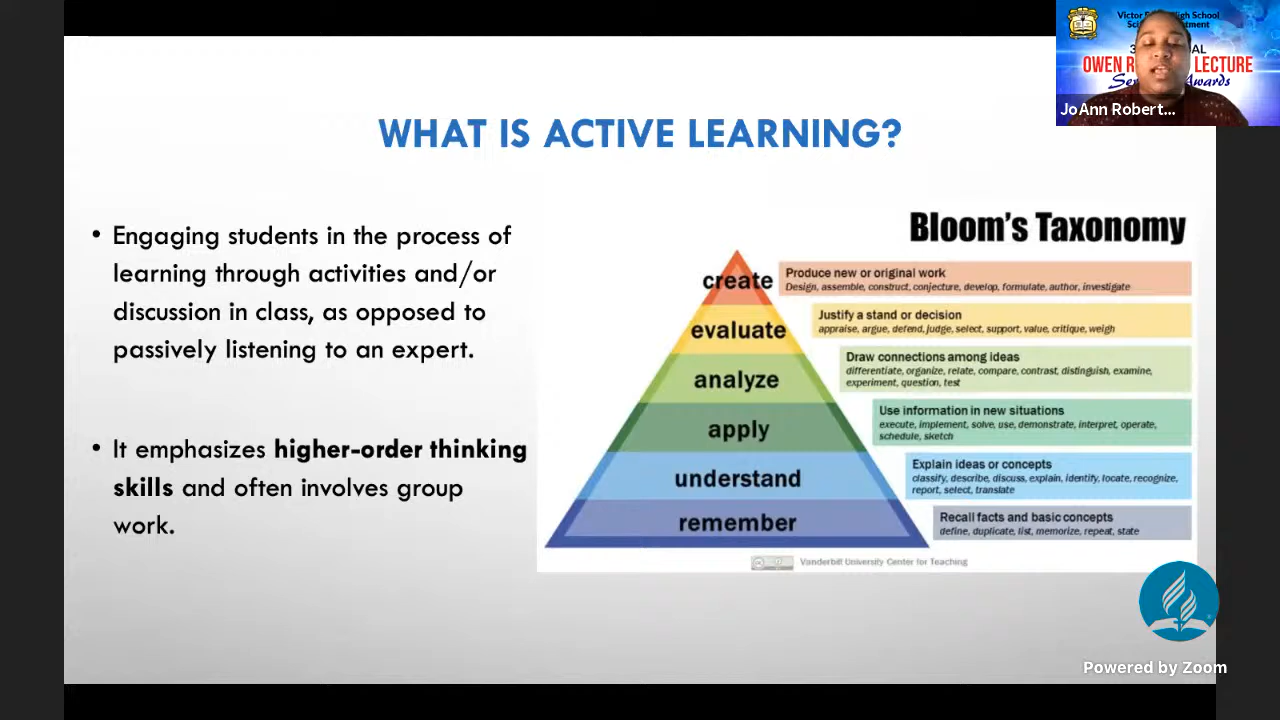 Victor
High School
OWEN R
LECTURE
Awards
JoAnn Robert...
WHAT IS ACTIVE LEARNING?
• Engaging students in the process of
learning through activities and/or
discussion in class, as opposed to
passively listening to an expert.
• It emphasizes higher-order thinking
skills and often involves group
work.
Bloom's Taxonomy
create
Produce new or original work
Design, assemble, construct, conjecture, develop, formulate, author, investigate
evaluate
Justify a stand or decision
appraise, argue, defend, judge, select, support, value, critique, weigh
analyze
Draw connections among ideas
differentiate, organize, relate, compare, contrast, distinguish, examine,
experiment, question, test
apply
Use information in new situations
execute, implement, solve, use, demonstrate, interpret, operate,
schedule, sketch
understand
Explain ideas or concepts
classify, describe, discuss, explain, identify, locate, recognize,
report, select, translate
remember
Recall facts and basic concepts
define, duplicate, list, memorize, repeat, state
Vanderbilt University Center for Teaching
Powered by Zoom